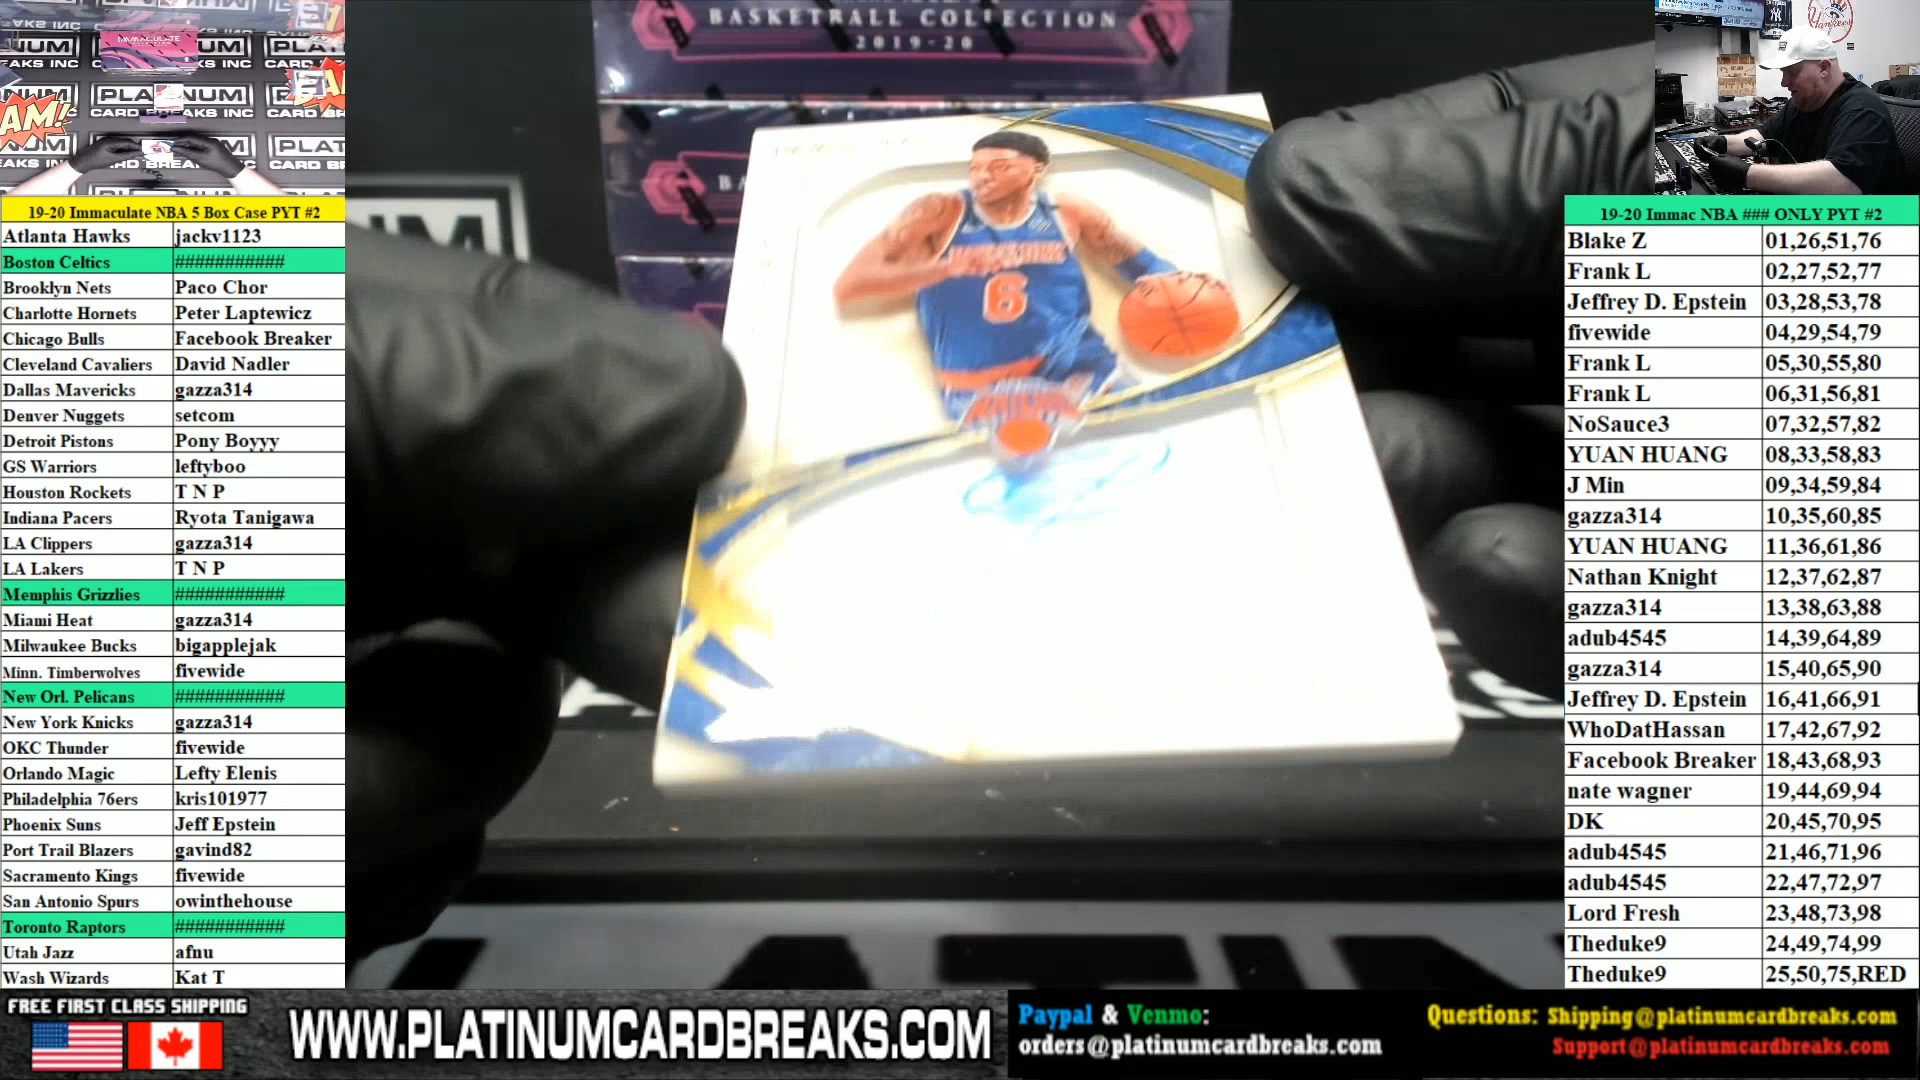 BASKETBALL COLLECTION
2019-20
6
19-20 Immaculate NBA 5 Box Case PYT #2
Atlanta Hawks jackv1123
Boston Celtics ###########
Brooklyn Nets Paco Chor
Charlotte Hornets Peter Laptewicz
Chicago Bulls Facebook Breaker
Cleveland Cavaliers David Nadler
Dallas Mavericks gazza314
Denver Nuggets setcom
Detroit Pistons Pony Boyyy
GS Warriors leftyboo
Houston Rockets T N P
Indiana Pacers Ryota Tanigawa
LA Clippers gazza314
LA Lakers T N P
Memphis Grizzlies ###########
Miami Heat gazza314
Milwaukee Bucks bigapplejak
Minn. Timberwolves fivewide
New Orl. Pelicans ###########
New York Knicks gazza314
OKC Thunder fivewide
Orlando Magic Lefty Elenis
Philadelphia 76ers kris101977
Phoenix Suns Jeff Epstein
Port Trail Blazers gavind82
Sacramento Kings fivewide
San Antonio Spurs owinthehouse
Toronto Raptors ###########
Utah Jazz afnu
Wash Wizards Kat T
19-20 Immac NBA ### ONLY PYT #2
Blake Z 01,26,51,76
Frank L 02,27,52,77
Jeffrey D. Epstein 03,28,53,78
fivewide 04,29,54,79
Frank L 05,30,55,80
Frank L 06,31,56,81
NoSauce3 07,32,57,82
YUAN HUANG 08,33,58,83
J Min 09,34,59,84
gazza314 10,35,60,85
YUAN HUANG 11,36,61,86
Nathan Knight 12,37,62,87
gazza314 13,38,63,88
adub4545 14,39,64,89
gazza314 15,40,65,90
Jeffrey D. Epstein 16,41,66,91
WhoDatHassan 17,42,67,92
Facebook Breaker 18,43,68,93
nate wagner 19,44,69,94
DK 20,45,70,95
adub4545 21,46,71,96
adub4545 22,47,72,97
Lord Fresh 23,48,73,98
Theduke9 24,49,74,99
Theduke9 25,50,75,RED
FREE FIRST CLASS SHIPPING
WWW.PLATINUMCARDBREAKS.COM
Paypal & Venmo:
orders@platinumcardbreaks.com
Questions: Shipping@platinumcardbreaks.com
Support@platinumcardbreaks.com